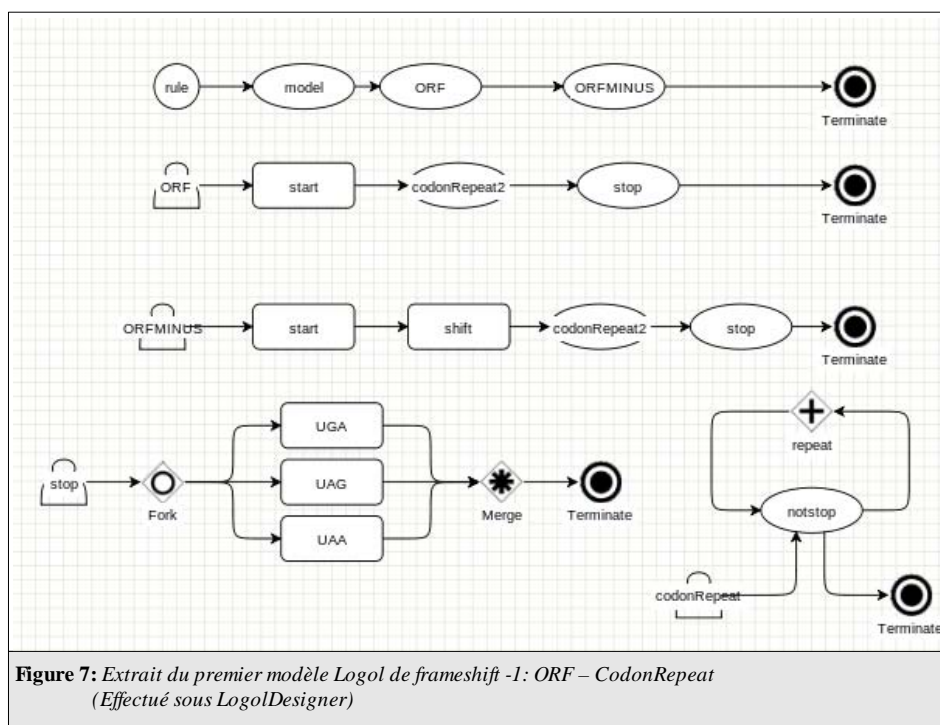 rule model ORF ORFMINUS
Terminate
ORF start codonRepeat2 stop
Terminate
ORFMINUS start shift codonRepeat2 stop
Terminate
UGA
repeat
stop UAG
Fork Merge Terminate
notstop
UAA
codonRepeat
Terminate
Figure 7: Extrait du premier modèle Logol de frameshift -1: ORF – CodonRepeat
(Effectué sous LogolDesigner)